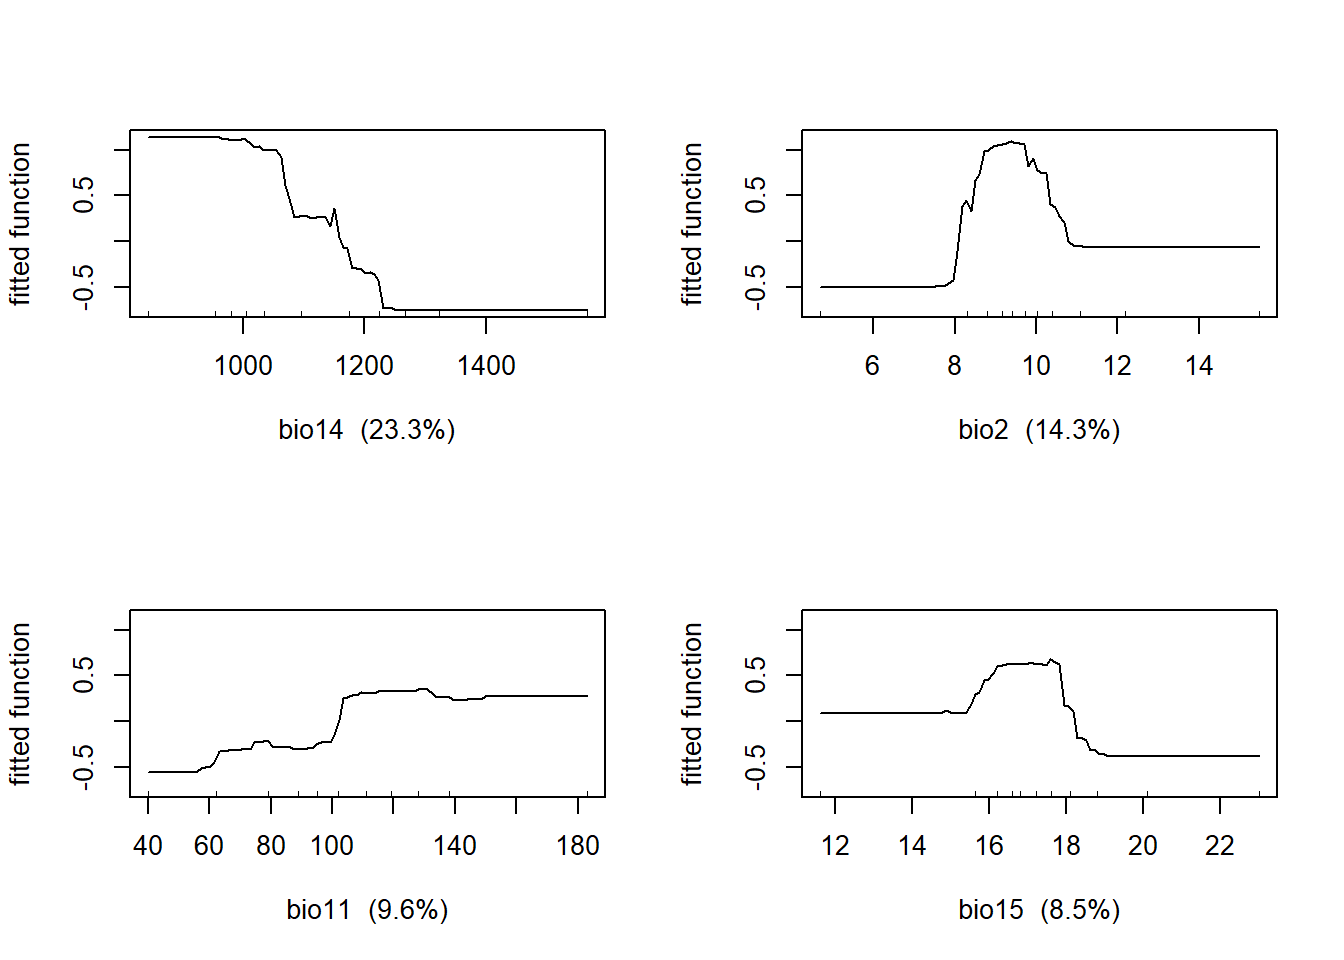 fitted function
-0.5 0.5
1000 1200 1400
bio14 (23.3%)
fitted function
-0.5 0.5
6 8 10 12 14
bio2 (14.3%)
fitted function
-0.5 0.5
40 60 80 100 140 180
bio11 (9.6%)
fitted function
-0.5 0.5
12 14 16 18 20 22
bio15 (8.5%)